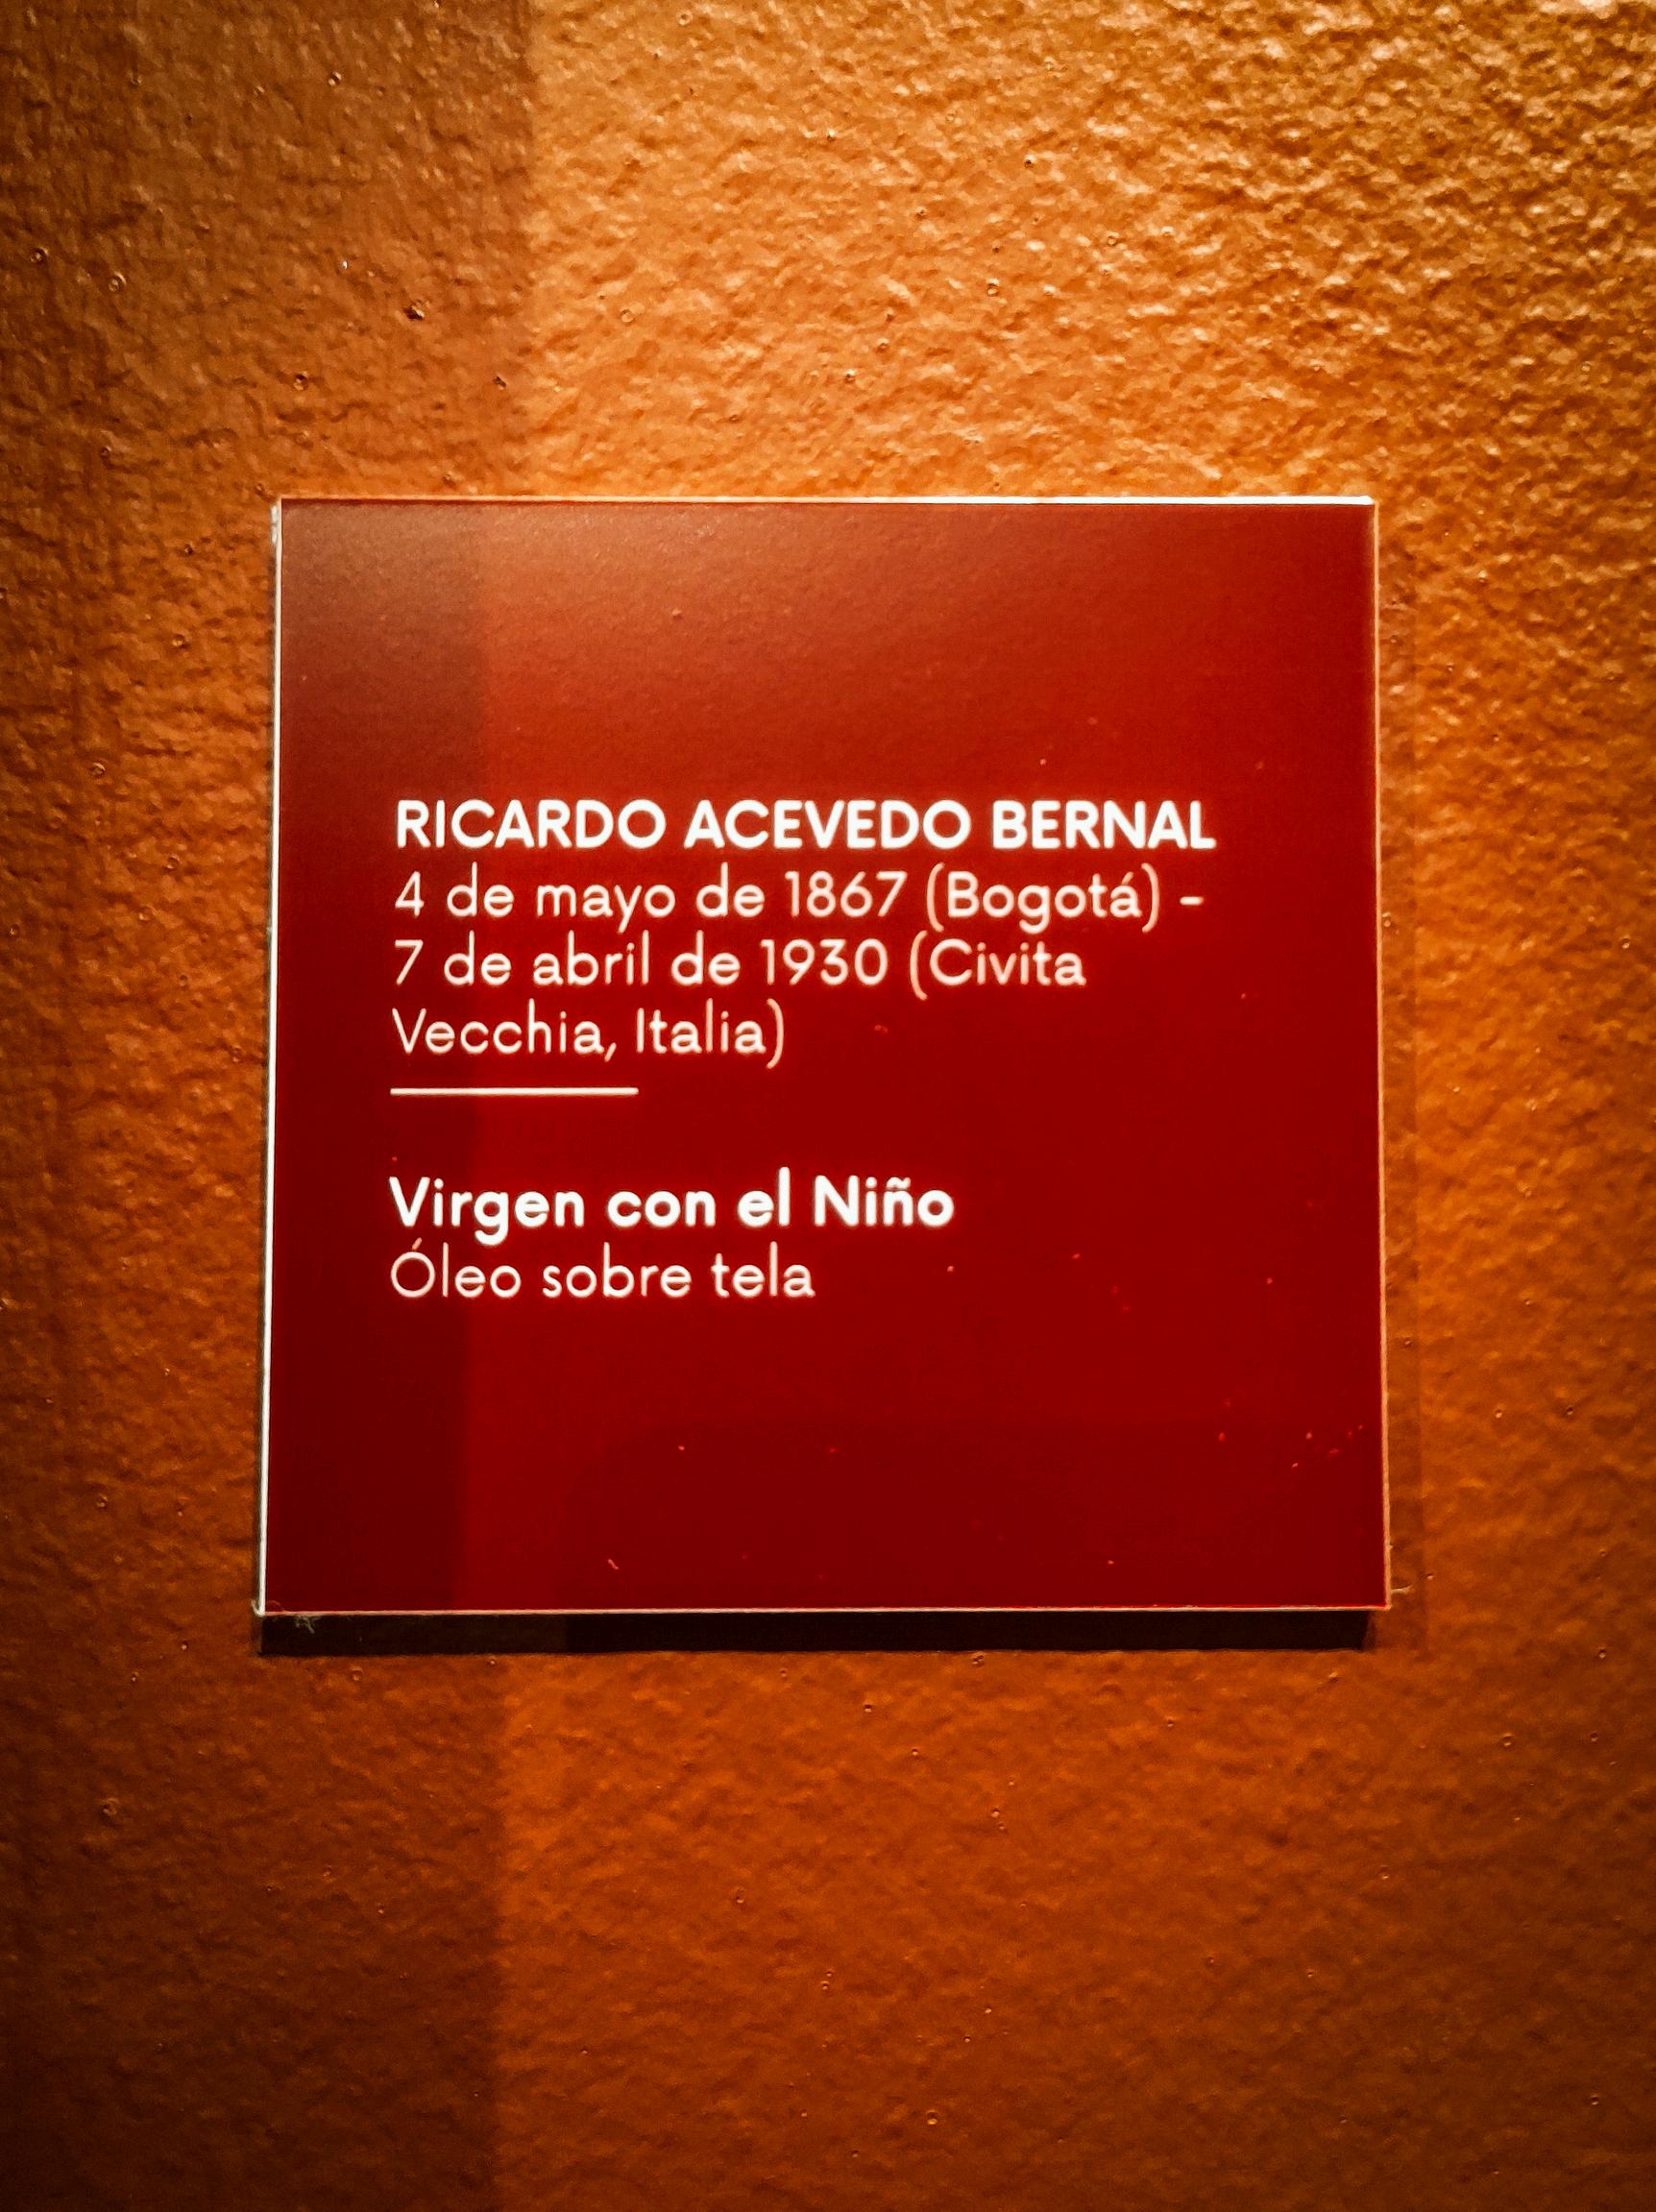 RICARDO ACEVEDO BERNAL
4 de mayo de 1867 (Bogotá) -
7 de abril de 1930 (Civita
Vecchia, Italia)
Virgen con el Niño
Óleo sobre tela